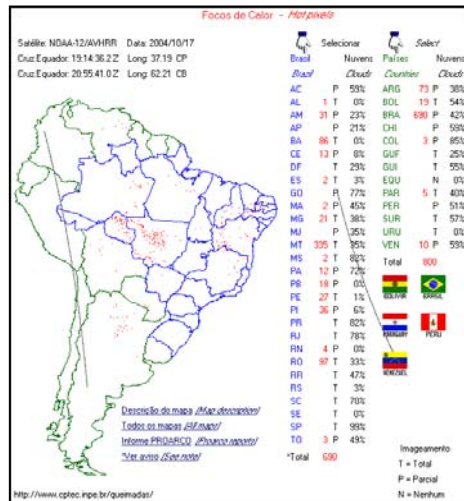 Focos de Calor - Hotpixels
Satélite: NOAA-12/AVHRR Data: 2004/10/17
Cruz.Equador: 19:14:36.2 Z Long: 37.19 CP
Cruz.Equador: 20:55:41.0 Z Long: 62.21 CB
Selecionar
Brasil Nuvens
Brazil Clouds
AC P 59%
AL 1 T 0%
AM 31 P 23%
AP P 21%
BA 86 T 0%
CE 13 P 8%
DF T 29%
ES 2 T 3%
GO P 77%
MA 2 P 45%
MG 21 T 38%
MJ P 35%
MT 335 T 35%
MS 2 T 82%
PA 12 P 72%
PB 18 P 0%
PE 27 T 1%
PI 36 P 6%
PR T 82%
RJ T 78%
RN 4 P 0%
RO 97 T 33%
RR T 47%
RS T 3%
SC T 70%
SE T 0%
SP T 99%
TO 3 P 49%
*Total 690
Select
Países Nuvens
Countries Clouds
ARG 73 P 38%
BOL 19 T 54%
BRA 690 P 42%
CHI P 59%
COL 3 P 85%
GUF T 25%
GUI T 55%
EQU N 0%
PAR 5 T 40%
PER P 51%
SUR T 57%
URU T 0%
VEN 10 P 59%
Total 800
BOLIVIA BRASIL
PARAGUAY PERU
VENEZUEL
Descrição do mapa (Map description)
Todos os mapas (All maps)
Informe PROARCO (Proarco reports)
*Ver aviso (See note)
Imageamento
T = Total
P = Parcial
N = Nenhum
http://www.cptec.inpe.br/queimadas/